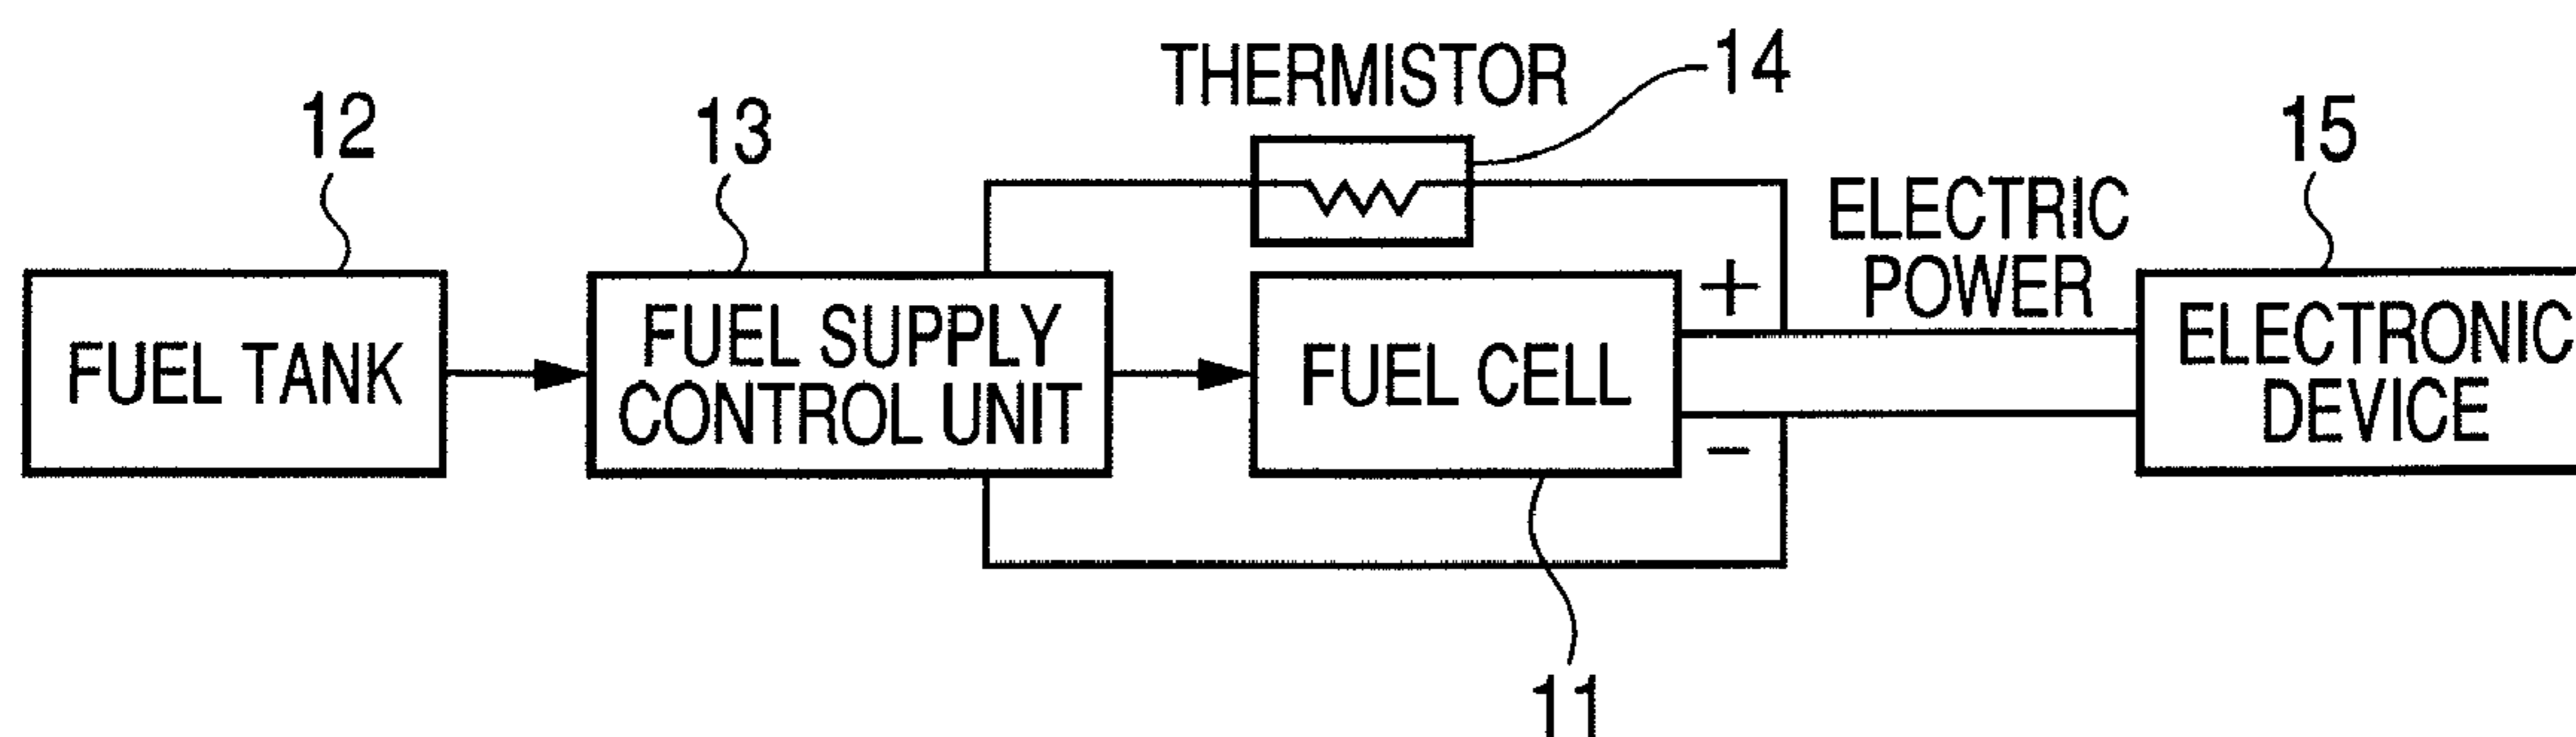 THERMISTOR
14
12
13
15
ELECTRIC
POWER
FUEL TANK
FUEL SUPPLY
CONTROL UNIT
FUEL CELL
+
−
ELECTRONIC
DEVICE
11